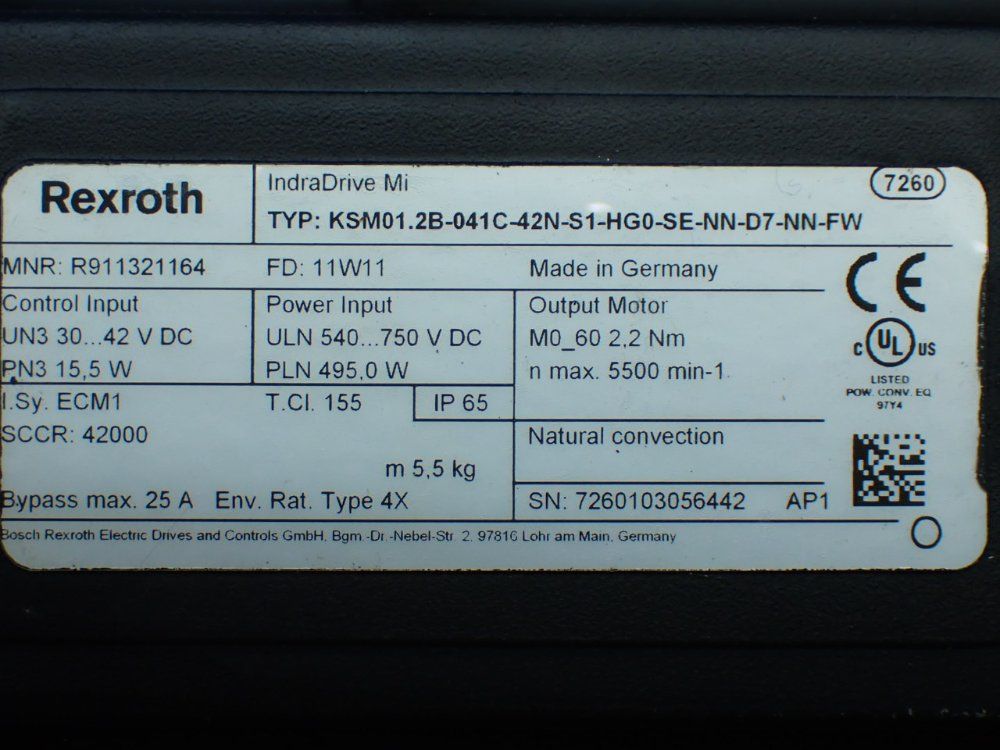 Rexroth
IndraDrive Mi
7260
TYP: KSM01.2B-041C-42N-S1-HG0-SE-NN-D7-NN-FW
MNR: R911321164
FD: 11W11
Made in Germany
CE
Control Input
UN3 30...42 V DC
PN3 15,5 W
Power Input
ULN 540...750 V DC
PLN 495,0 W
Output Motor
M0_60 2,2 Nm
n max. 5500 min-1
c UL US
LISTED
POW. CONV. EQ
97Y4
I.Sy. ECM1
T.Cl. 155
IP 65
SCCR: 42000
Natural convection
m 5,5 kg
Bypass max. 25 A Env. Rat. Type 4X
SN: 7260103056442
AP1
Bosch Rexroth Electric Drives and Controls GmbH, Bgm.-Dr.-Nebel-Str. 2, 97816 Lohr am Main, Germany